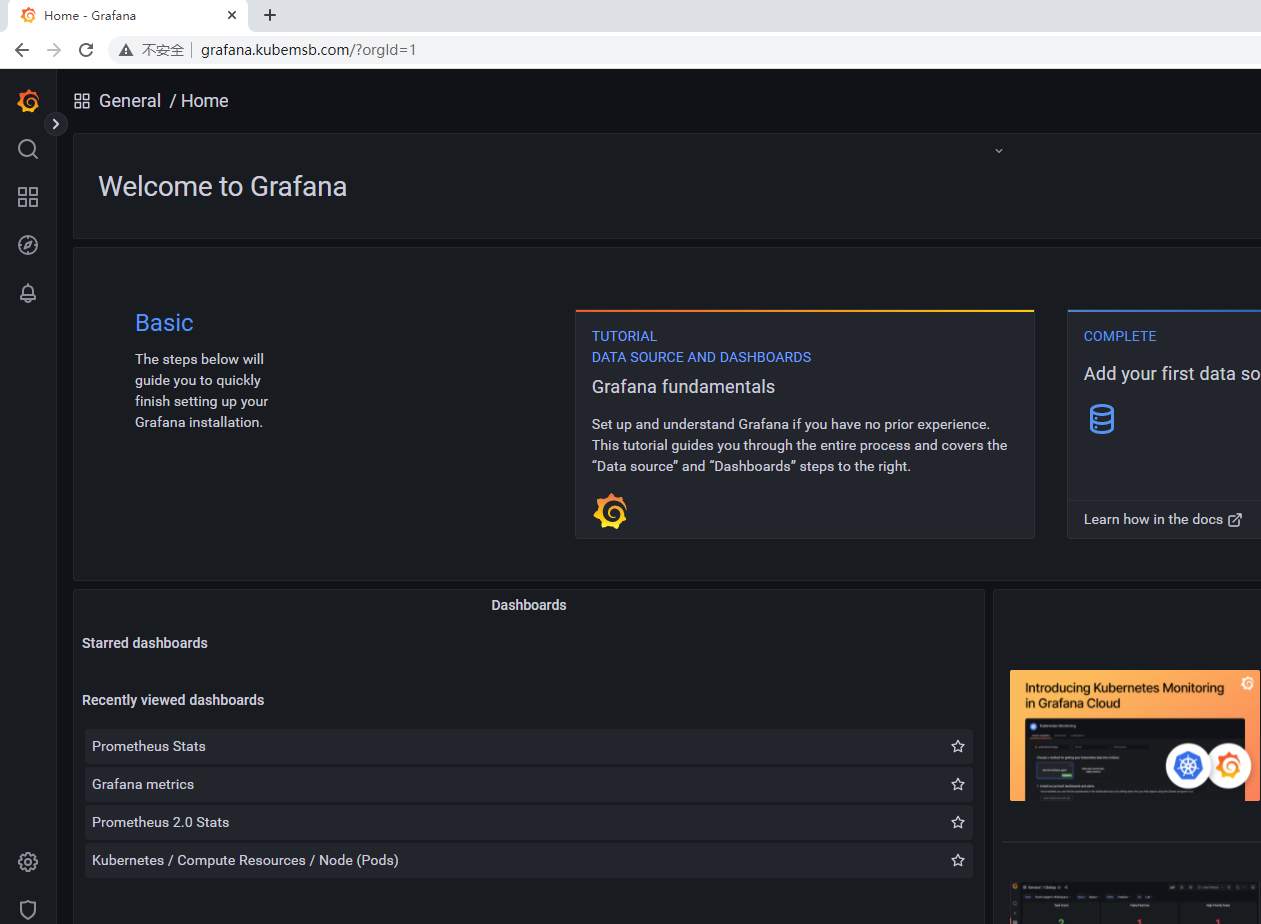 Home - Grafana
不安全
grafana.kubemsb.com/?orgId=1
General / Home
Welcome to Grafana
Basic
The steps below will
guide you to quickly
finish setting up your
Grafana installation.
TUTORIAL
DATA SOURCE AND DASHBOARDS
Grafana fundamentals
Set up and understand Grafana if you have no prior experience.
This tutorial guides you through the entire process and covers the
“Data source” and “Dashboards” steps to the right.
COMPLETE
Add your first data so
Learn how in the docs
Dashboards
Starred dashboards
Recently viewed dashboards
Prometheus Stats
Grafana metrics
Prometheus 2.0 Stats
Kubernetes / Compute Resources / Node (Pods)
Introducing Kubernetes Monitoring
in Grafana Cloud
Kubernetes Monitoring